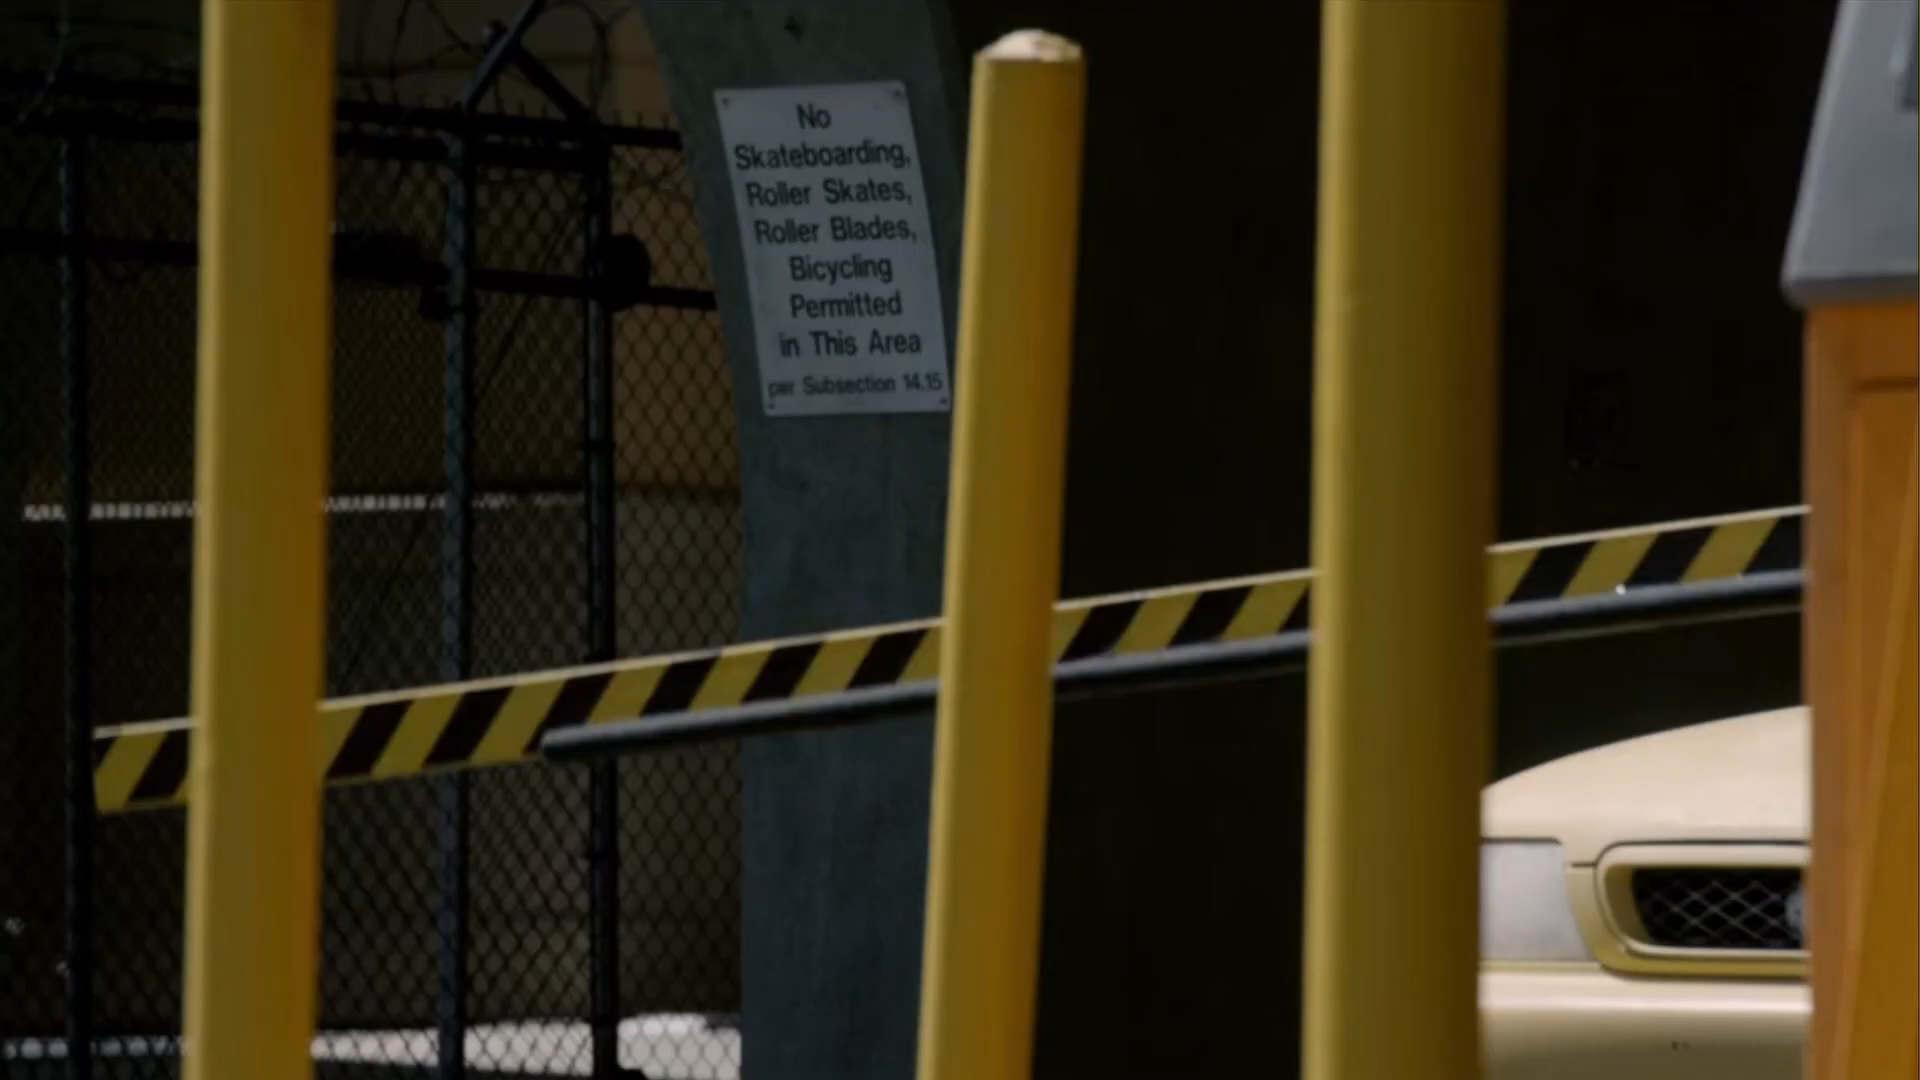 No
Skateboarding,
Roller Skates,
Roller Blades,
Bicycling
Permitted
in This Area
per Subsection 14.15